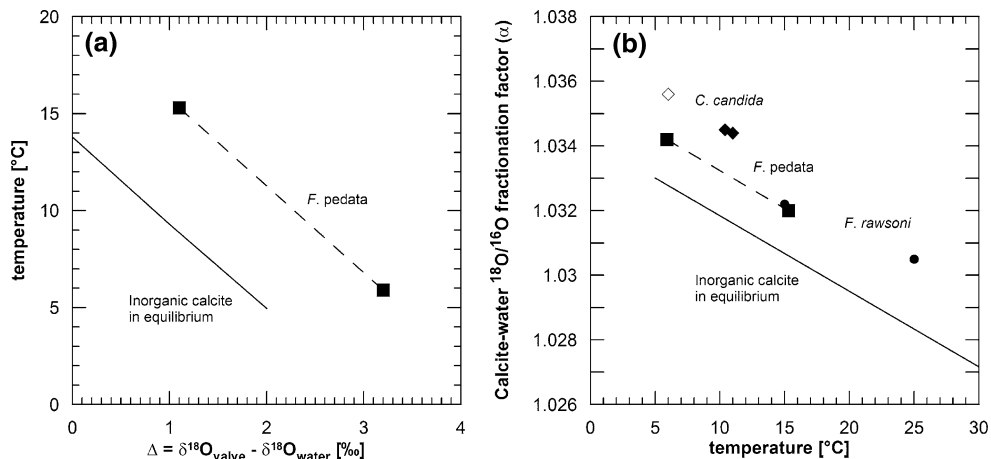 (a)
20
15
10
5
0
temperature [°C]
F. pedata
Inorganic calcite
in equilibrium
0 1 2 3 4
Δ = δ¹⁸Ovalve - δ¹⁸Owater [‰]
(b)
1.038
1.036
1.034
1.032
1.03
1.028
1.026
Calcite-water ¹⁸O/¹⁶O fractionation factor (α)
C. candida
F. pedata
F. rawsoni
Inorganic calcite
in equilibrium
0 5 10 15 20 25 30
temperature [°C]